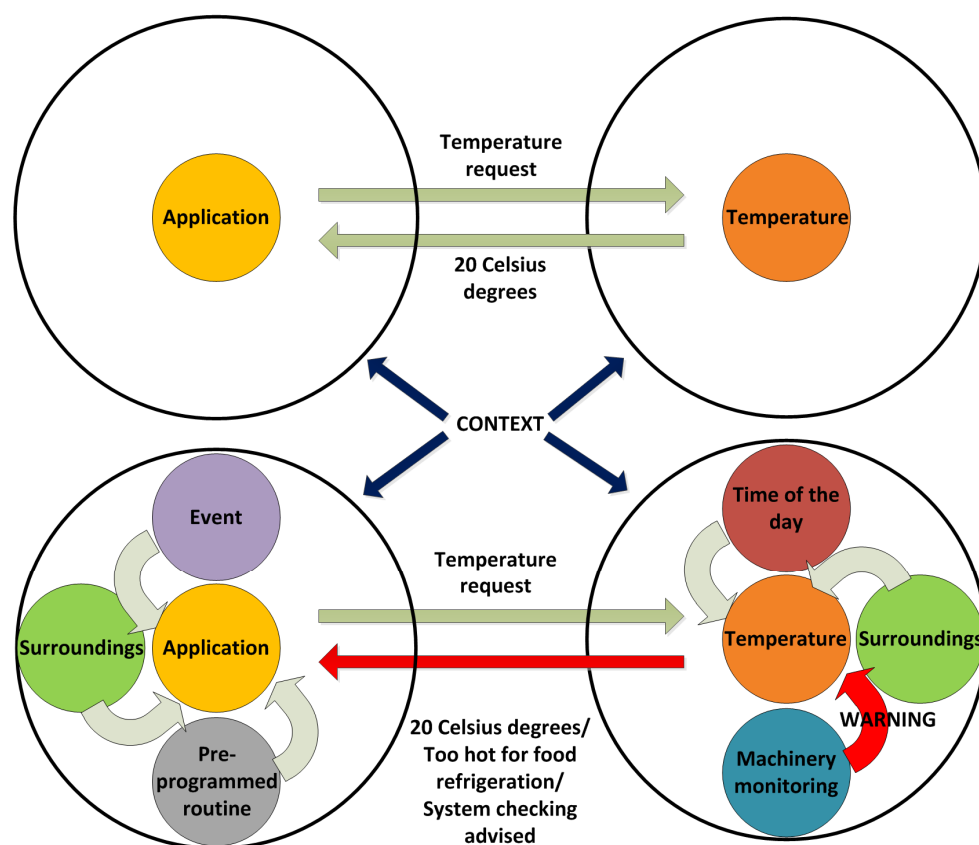 Temperature
request
Application
Temperature
20 Celsius
degrees
CONTEXT
Event
Time of the
day
Temperature
request
Surroundings
Application
Temperature
Surroundings
WARNING
20 Celsius degrees/
Too hot for food
refrigeration/
System checking
advised
Pre-
programmed
routine
Machinery
monitoring